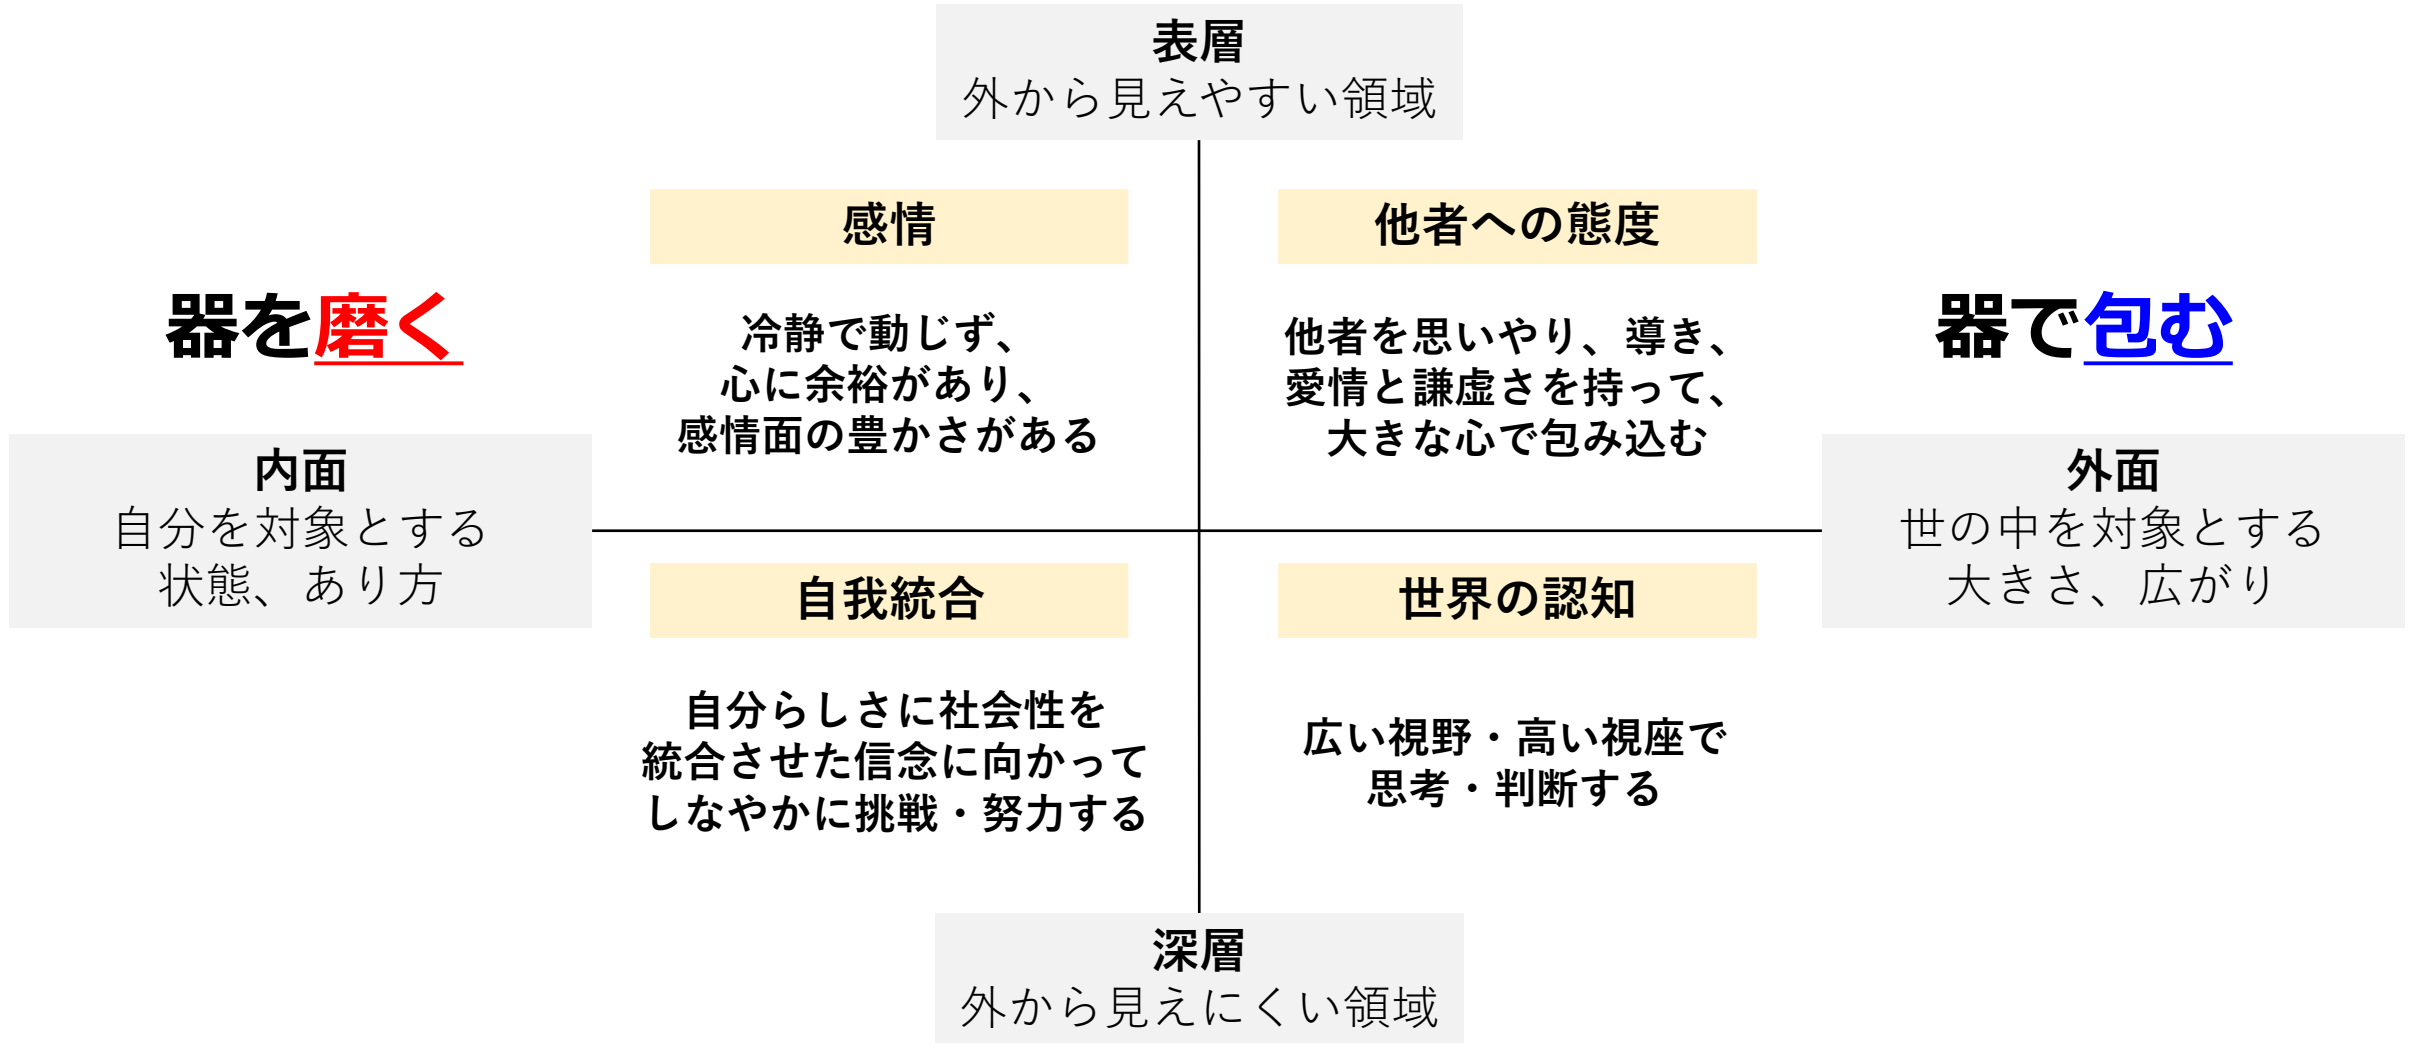 表層
外から見えやすい領域
感情
他者への態度
器を磨く
器で包む
冷静で動じず、
心に余裕があり、
感情面の豊かさがある
他者を思いやり、導き、
愛情と謙虚さを持って、
大きな心で包み込む
内面
自分を対象とする
状態、あり方
外面
世の中を対象とする
大きさ、広がり
自我統合
世界の認知
自分らしさに社会性を
統合させた信念に向かって
しなやかに挑戦・努力する
広い視野・高い視座で
思考・判断する
深層
外から見えにくい領域